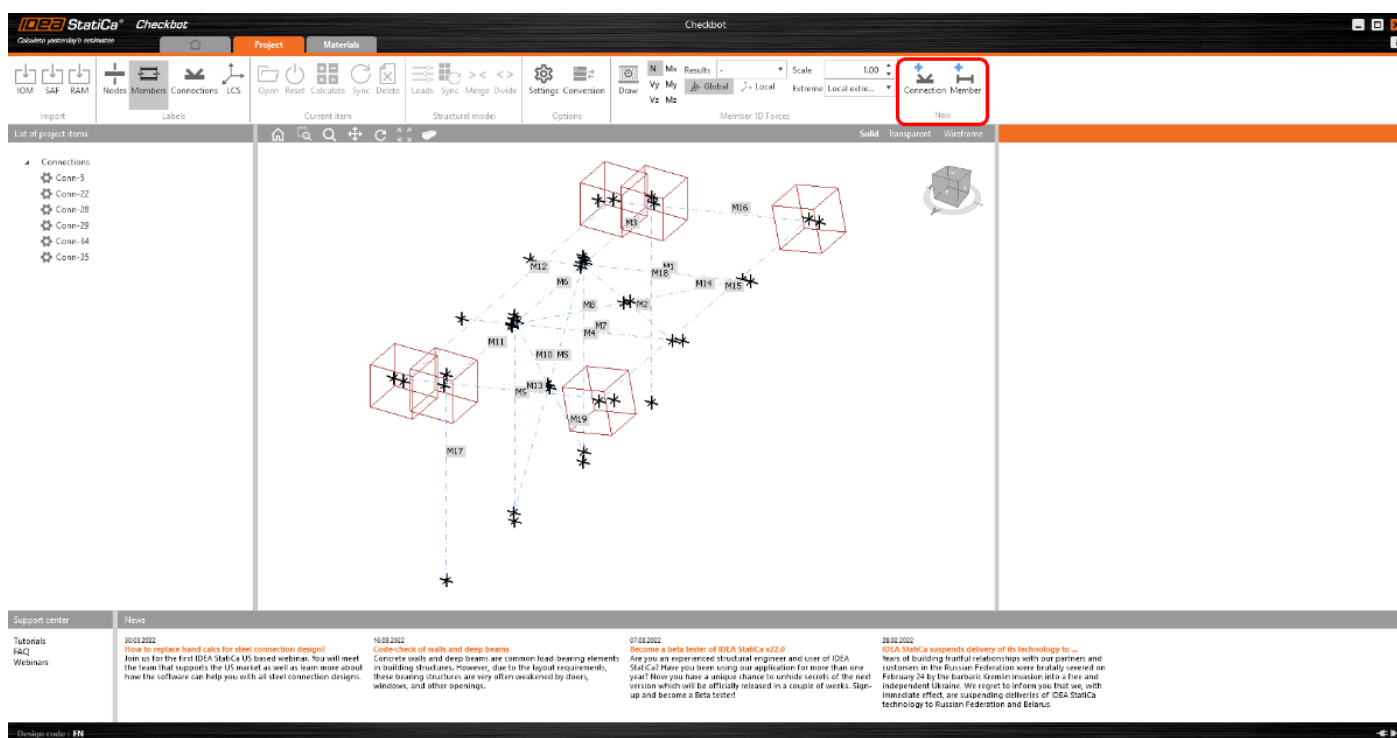 IDEA StatiCa® Checkbot
Calculate yesterday's estimates
Checkbot
Project Materials
IOM SAF RAM
Import
Nodes Members Connections LCS
Labels
Open Reset Calculate Sync Delete
Current item
Loads Sync Merge Divide
Structural model
Settings Conversion
Options
Draw
N Mx Results - Scale 1.00
Vy My Global Local Extreme Local extre...
Vz Mz
Member 1D Forces
Connection Member
New
List of project items
Solid Transparent Wireframe
Connections
Conn-5
Conn-22
Conn-28
Conn-29
Conn-34
Conn-35
M16
M3
M12
M1
M18
M6
M14 M15
M8 M2
M7
M4
M11
M10 M5
M13
M5
M19
M17
Support center
Tutorials
FAQ
Webinars
News
30.03.2022
How to replace hand calcs for steel connection design?
Join us for the first IDEA StatiCa US based webinar. You will meet
the team that supports the US market as well as learn more about
how the software can help you with all steel connection designs.
16.03.2022
Code-check of walls and deep beams
Concrete walls and deep beams are common load-bearing elements
in building structures. However, due to the layout requirements,
these bearing structures are very often weakened by doors,
windows, and other openings.
07.03.2022
Become a beta tester of IDEA StatiCa v22.0
Are you an experienced structural engineer and user of IDEA
StatiCa? Have you been using our application for more than one
year? Now you have a unique chance to unhide secrets of the next
version which will be officially released in a couple of weeks. Sign-
up and become a Beta tester!
28.02.2022
IDEA StatiCa suspends delivery of its technology to ...
Years of building fruitful relationships with our partners and
customers in the Russian Federation were brutally severed on
February 24 by the barbaric Kremlin invasion into a free and
independent Ukraine. We regret to inform you that we, with
immediate effect, are suspending deliveries of IDEA StatiCa
technology to Russian Federation and Belarus.
Design code : EN